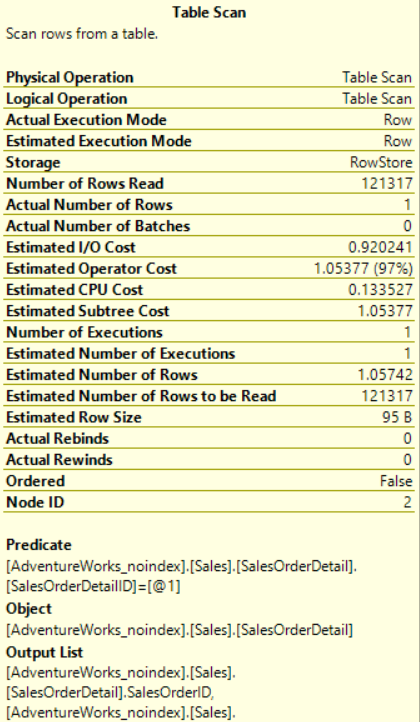 Table Scan
Scan rows from a table.
Physical Operation Table Scan
Logical Operation Table Scan
Actual Execution Mode Row
Estimated Execution Mode Row
Storage RowStore
Number of Rows Read 121317
Actual Number of Rows 1
Actual Number of Batches 0
Estimated I/O Cost 0.920241
Estimated Operator Cost 1.05377 (97%)
Estimated CPU Cost 0.133527
Estimated Subtree Cost 1.05377
Number of Executions 1
Estimated Number of Executions 1
Estimated Number of Rows 1.05742
Estimated Number of Rows to be Read 121317
Estimated Row Size 95 B
Actual Rebinds 0
Actual Rewinds 0
Ordered False
Node ID 2
Predicate
[AdventureWorks_noindex].[Sales].[SalesOrderDetail].
[SalesOrderDetailID]=[@1]
Object
[AdventureWorks_noindex].[Sales].[SalesOrderDetail]
Output List
[AdventureWorks_noindex].[Sales].
[SalesOrderDetail].SalesOrderID,
[AdventureWorks_noindex].[Sales].